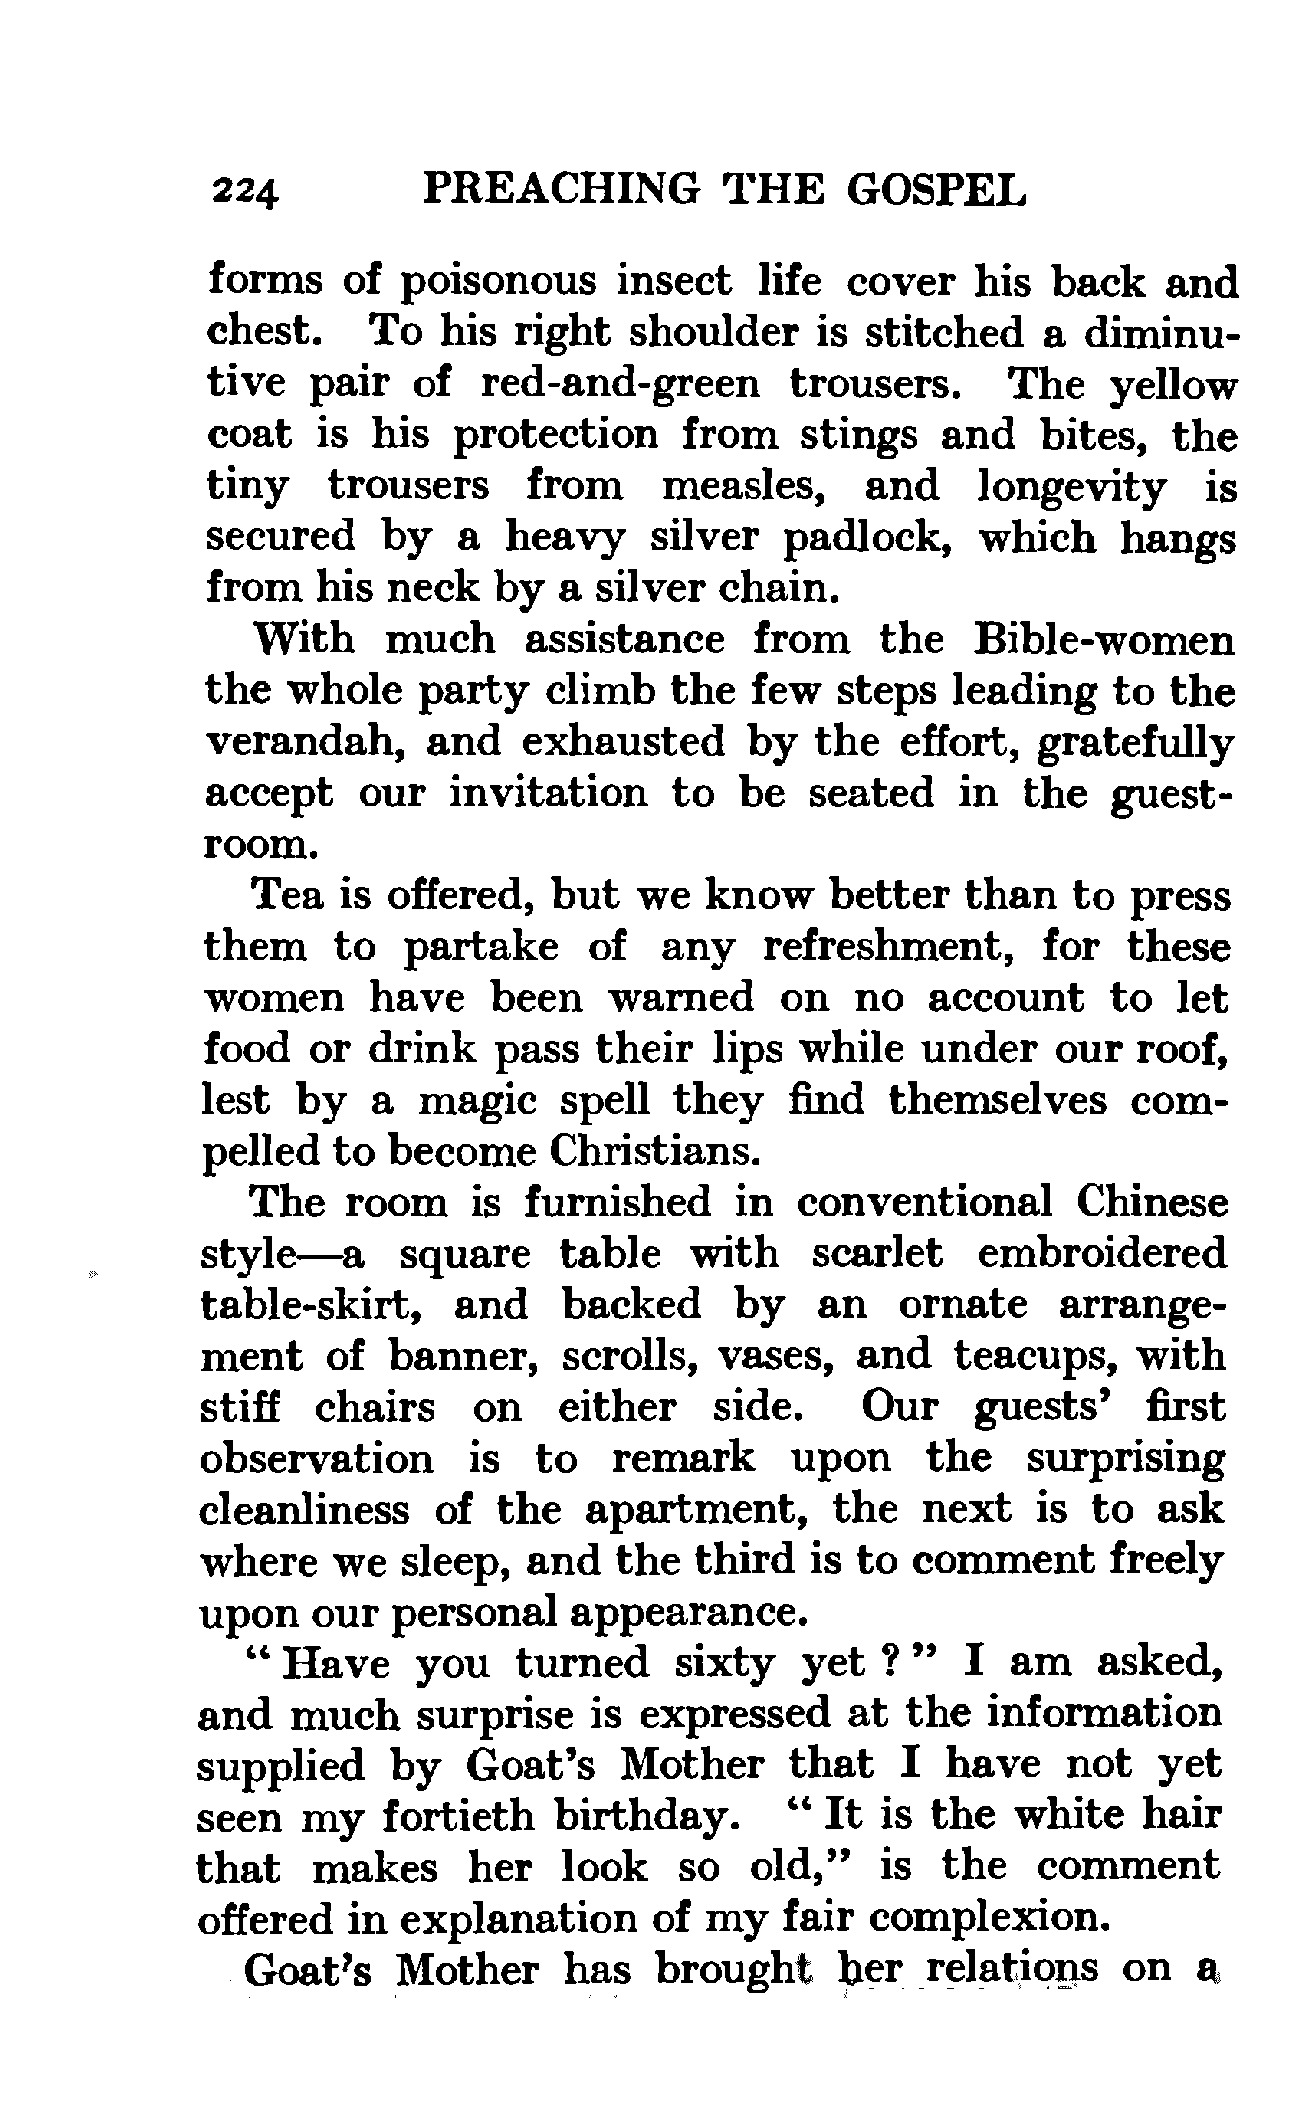 224 PREACHING THE GOSPEL
forms of poisonous insect life cover his back and
chest. To his right shoulder is stitched a diminu-
tive pair of red-and-green trousers. The yellow
coat is his protection from stings and bites, the
tiny trousers from measles, and longevity is
secured by a heavy silver padlock, which hangs
from his neck by a silver chain.
With much assistance from the Bible-women
the whole party climb the few steps leading to the
verandah, and exhausted by the effort, gratefully
accept our invitation to be seated in the guest-
room.
Tea is offered, but we know better than to press
them to partake of any refreshment, for these
women have been warned on no account to let
food or drink pass their lips while under our roof,
lest by a magic spell they find themselves com-
pelled to become Christians.
The room is furnished in conventional Chinese
style—a square table with scarlet embroidered
table-skirt, and backed by an ornate arrange-
ment of banner, scrolls, vases, and teacups, with
stiff chairs on either side. Our guests' first
observation is to remark upon the surprising
cleanliness of the apartment, the next is to ask
where we sleep, and the third is to comment freely
upon our personal appearance.
“ Have you turned sixty yet ? ” I am asked,
and much surprise is expressed at the information
supplied by Goat's Mother that I have not yet
seen my fortieth birthday. “ It is the white hair
that makes her look so old,” is the comment
offered in explanation of my fair complexion.
Goat's Mother has brought her relations on a